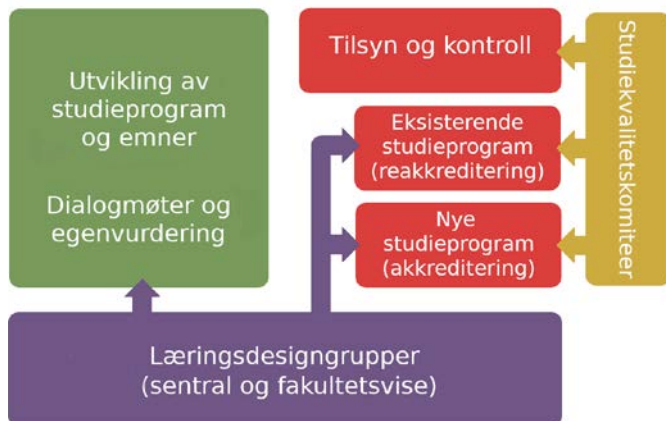 Utvikling av
studieprogram
og emner
Dialogmøter og
egenvurdering
Tilsyn og kontroll
Eksisterende
studieprogram
(reakkreditering)
Nye
studieprogram
(akkreditering)
Studiekvalitetskomiteer
Læringsdesigngrupper
(sentral og fakultetsvise)